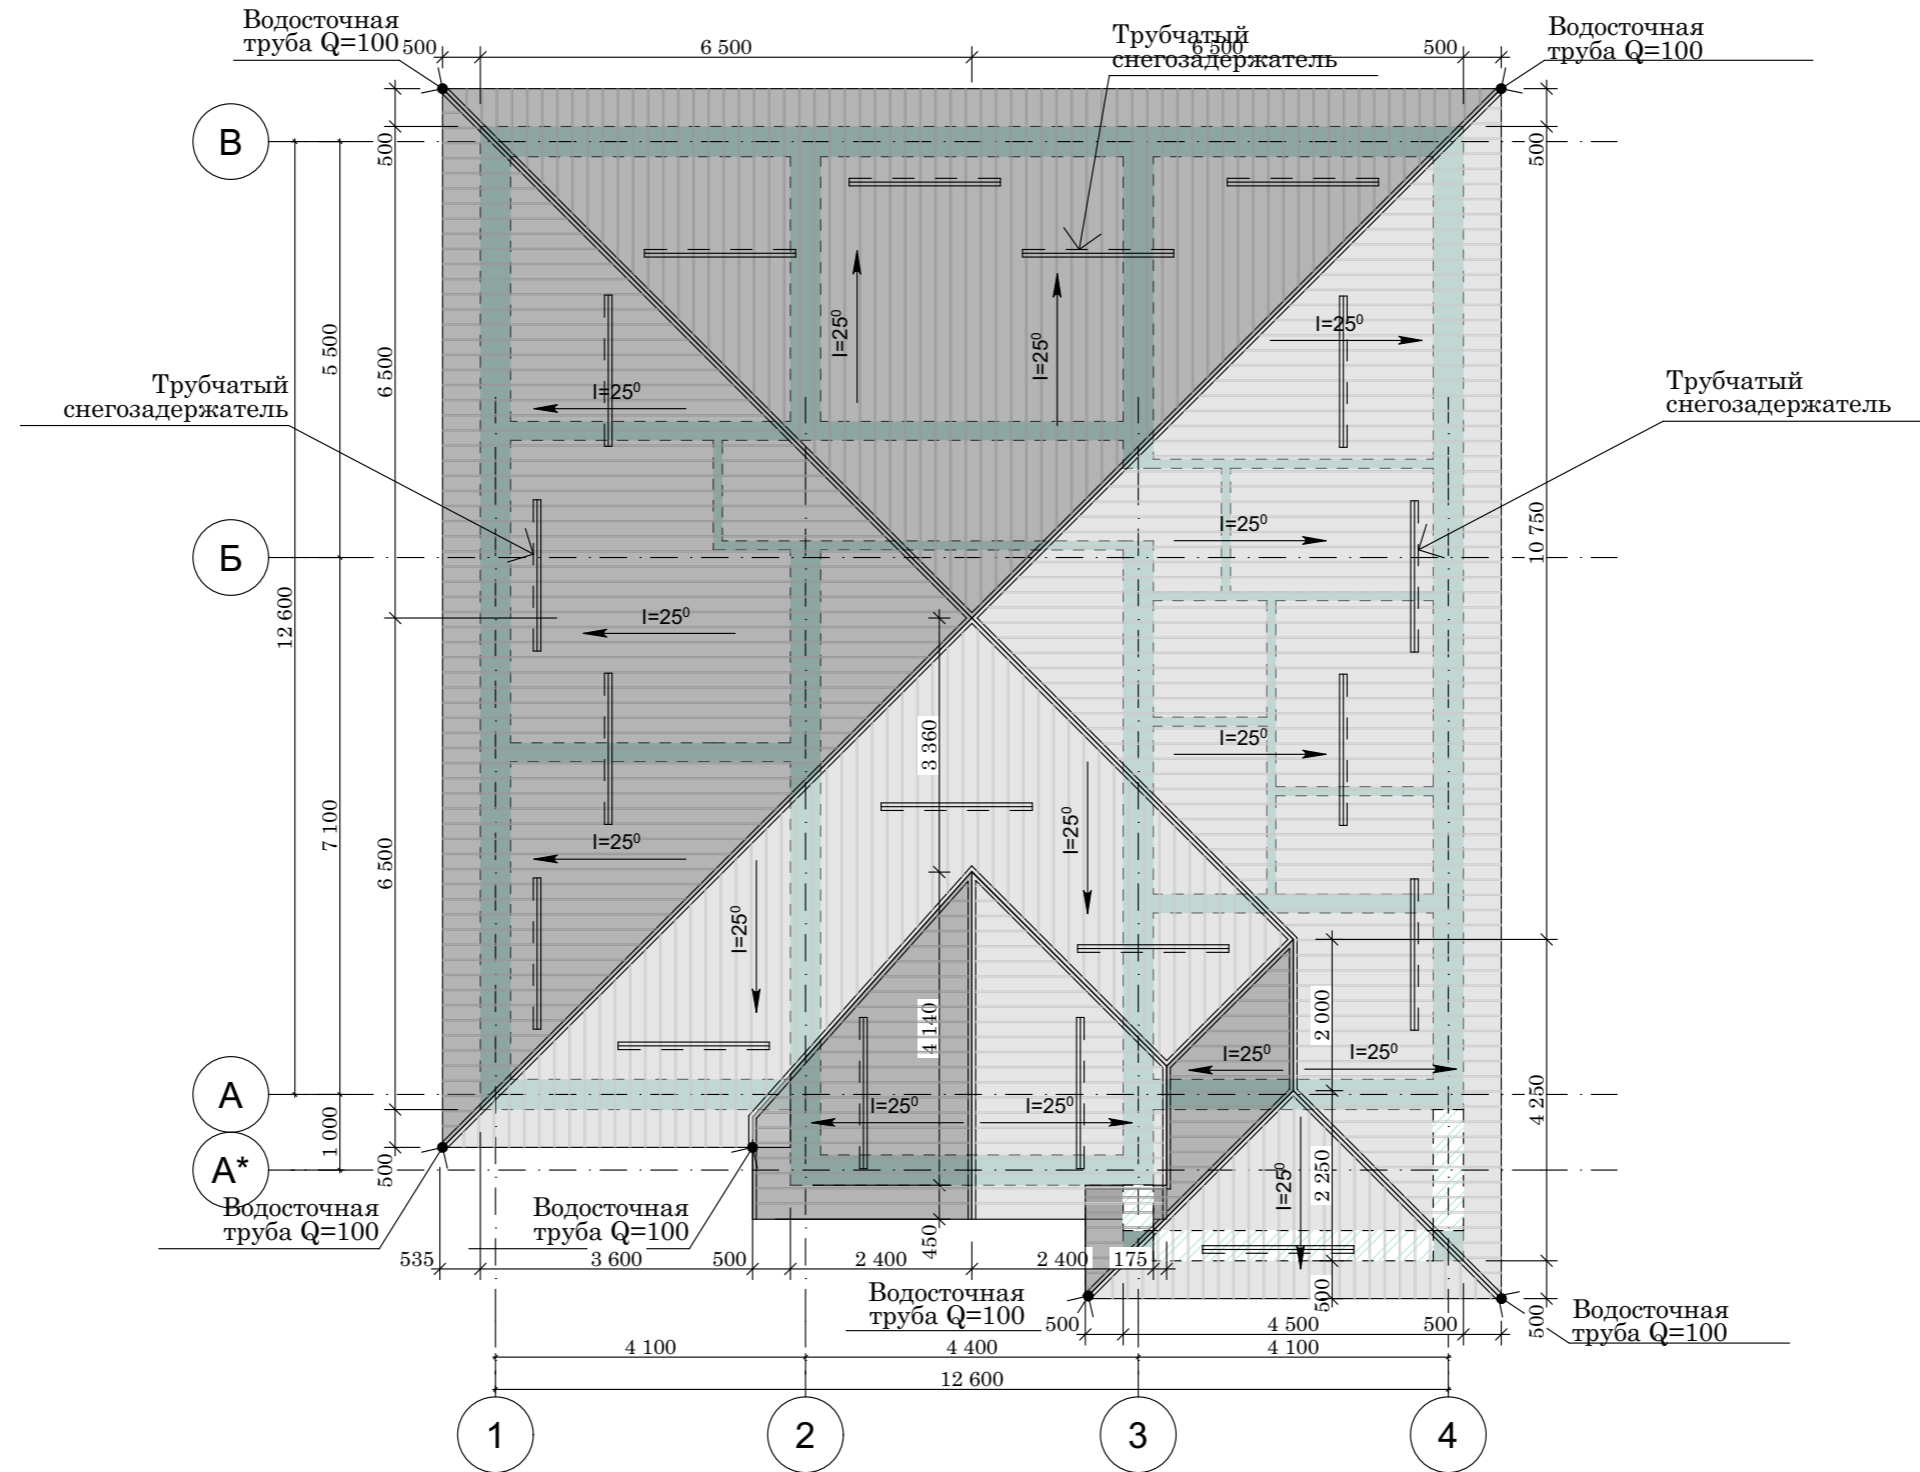 Водосточная
труба Q=100
500
6 500
Трубчатый
снегозадержатель
6 500
500
Водосточная
труба Q=100
В
500
500
I=25⁰
I=25⁰
I=25⁰
5 500
6 500
Трубчатый
снегозадержатель
I=25⁰
Трубчатый
снегозадержатель
Б
I=25⁰
10 750
12 600
I=25⁰
3 360
I=25⁰
7 100
6 500
I=25⁰
I=25⁰
I=25⁰
4 140
2 000
I=25⁰
I=25⁰
А
1 000
I=25⁰
I=25⁰
4 250
А*
500
I=25⁰
2 250
Водосточная
труба Q=100
Водосточная
труба Q=100
450
535
3 600
500
2 400
2 400
175
500
500
Водосточная
труба Q=100
500
4 500
500
Водосточная
труба Q=100
4 100
4 400
4 100
12 600
1
2
3
4